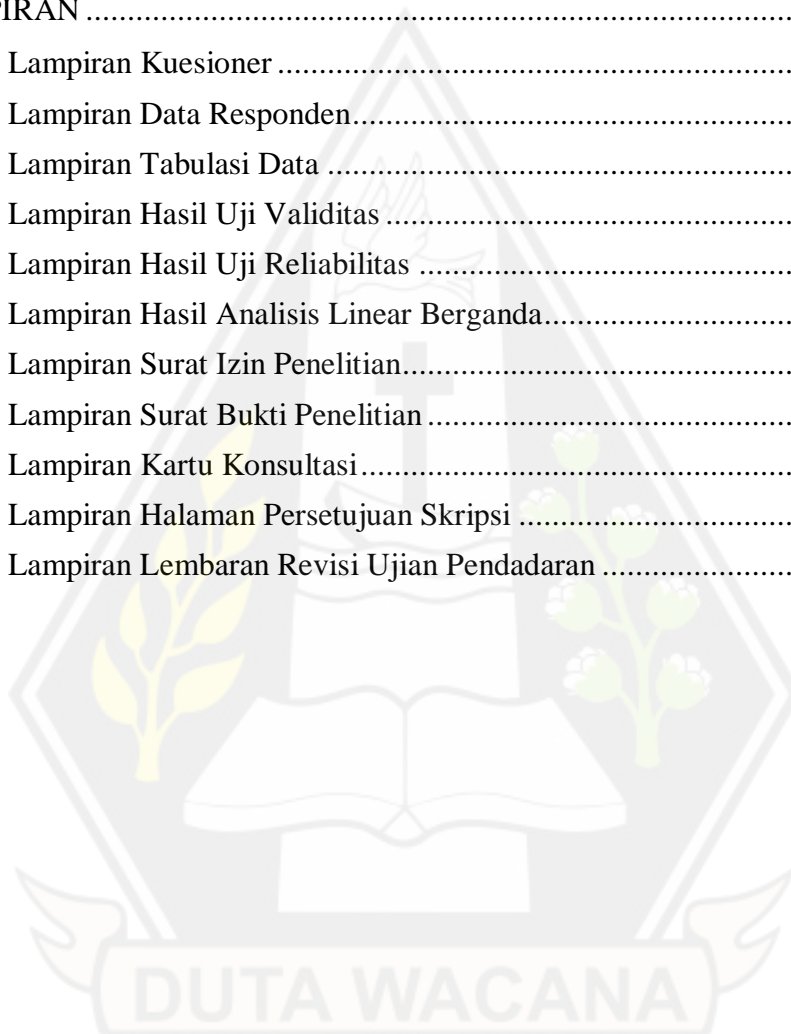 PIRAN ........................................................................................
Lampiran Kuesioner ..............................................................
Lampiran Data Responden.....................................................
Lampiran Tabulasi Data ........................................................
Lampiran Hasil Uji Validitas .................................................
Lampiran Hasil Uji Reliabilitas .............................................
Lampiran Hasil Analisis Linear Berganda..............................
Lampiran Surat Izin Penelitian...............................................
Lampiran Surat Bukti Penelitian ............................................
Lampiran Kartu Konsultasi....................................................
Lampiran Halaman Persetujuan Skripsi .................................
Lampiran Lembaran Revisi Ujian Pendadaran .......................
DUTA WACANA